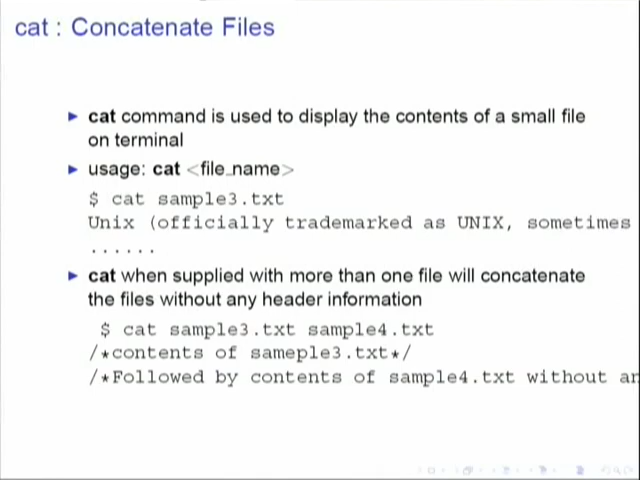 cat : Concatenate Files
cat command is used to display the contents of a small file
on terminal
usage: cat <file_name>
$ cat sample3.txt
Unix (officially trademarked as UNIX, sometimes
......
cat when supplied with more than one file will concatenate
the files without any header information
$ cat sample3.txt sample4.txt
/*contents of sameple3.txt*/
/*Followed by contents of sample4.txt without